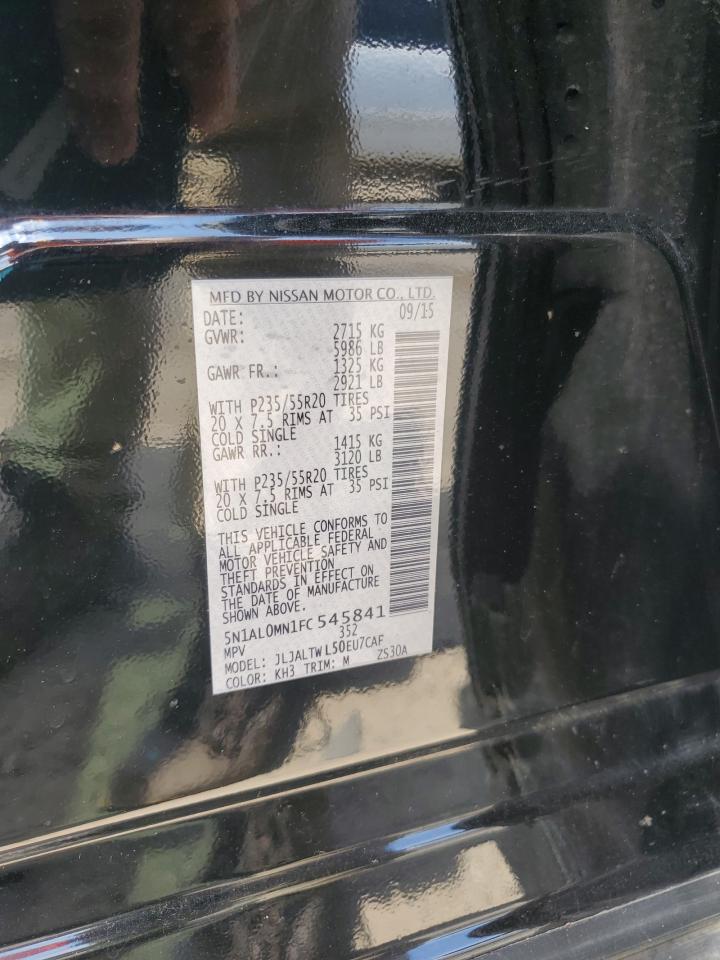 MFD BY NISSAN MOTOR CO., LTD.
DATE: 09/15
GVWR: 2715 KG
5986 LB
GAWR FR.: 1325 KG
2921 LB
WITH P235/55R20 TIRES
20 X 7.5 RIMS AT 35 PSI
COLD SINGLE
GAWR RR.: 1415 KG
3120 LB
WITH P235/55R20 TIRES
20 X 7.5 RIMS AT 35 PSI
COLD SINGLE
THIS VEHICLE CONFORMS TO
ALL APPLICABLE FEDERAL
MOTOR VEHICLE SAFETY AND
THEFT PREVENTION
STANDARDS IN EFFECT ON
THE DATE OF MANUFACTURE
SHOWN ABOVE.
5N1AL0MN1FC545841
MPV 352
MODEL: JLJALTWL50EU7CAF
COLOR: KH3 TRIM: M ZS30A